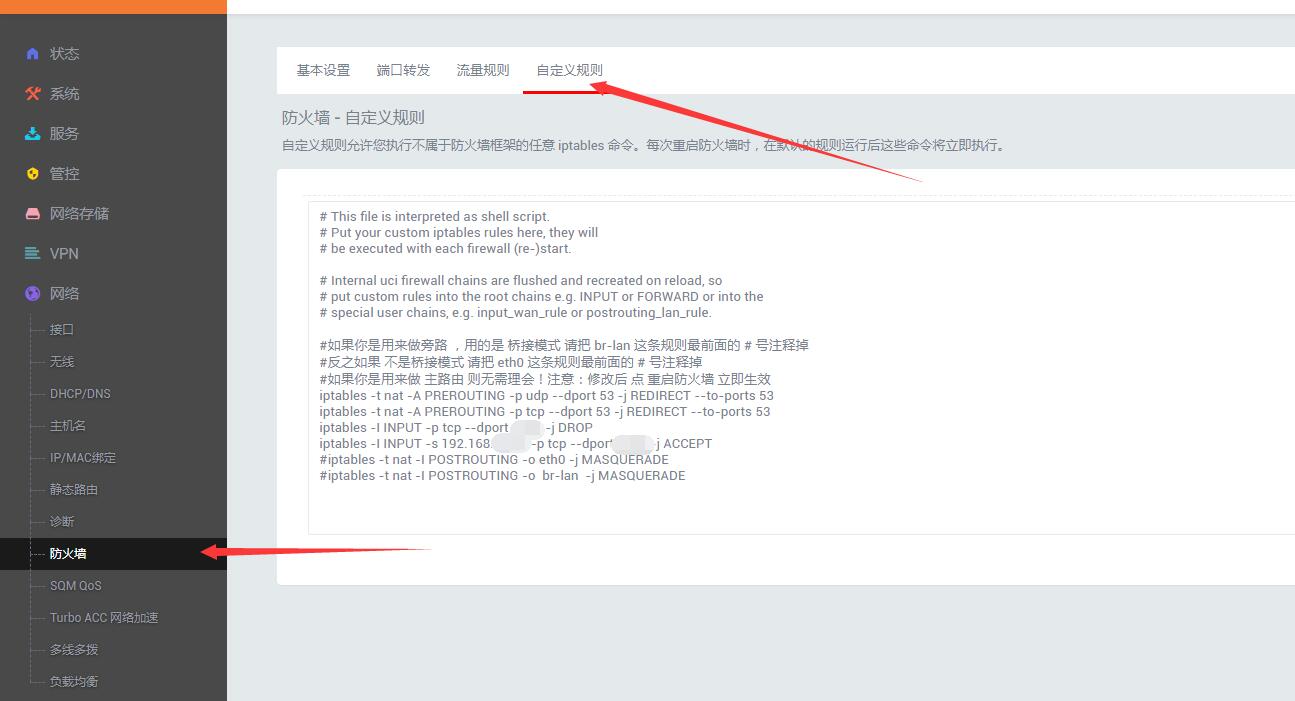 状态
系统
服务
管控
网络存储
VPN
网络
接口
无线
DHCP/DNS
主机名
IP/MAC绑定
静态路由
诊断
防火墙
SQM QoS
Turbo ACC 网络加速
多线多拨
负载均衡
基本设置 端口转发 流量规则 自定义规则
防火墙 - 自定义规则
自定义规则允许您执行不属于防火墙框架的任意 iptables 命令。每次重启防火墙时，在默认的规则运行后这些命令将立即执行。
# This file is interpreted as shell script.
# Put your custom iptables rules here, they will
# be executed with each firewall (re-)start.
# Internal uci firewall chains are flushed and recreated on reload, so
# put custom rules into the root chains e.g. INPUT or FORWARD or into the
# special user chains, e.g. input_wan_rule or postrouting_lan_rule.
#如果你是用来做旁路 ，用的是 桥接模式 请把 br-lan 这条规则最前面的 # 号注释掉
#反之如果 不是桥接模式 请把 eth0 这条规则最前面的 # 号注释掉
#如果你是用来做 主路由 则无需理会！注意：修改后 点 重启防火墙 立即生效
iptables -t nat -A PREROUTING -p udp --dport 53 -j REDIRECT --to-ports 53
iptables -t nat -A PREROUTING -p tcp --dport 53 -j REDIRECT --to-ports 53
iptables -I INPUT -p tcp --dport -j DROP
iptables -I INPUT -s 192.168. -p tcp --dport j ACCEPT
#iptables -t nat -I POSTROUTING -o eth0 -j MASQUERADE
#iptables -t nat -I POSTROUTING -o  br-lan  -j MASQUERADE